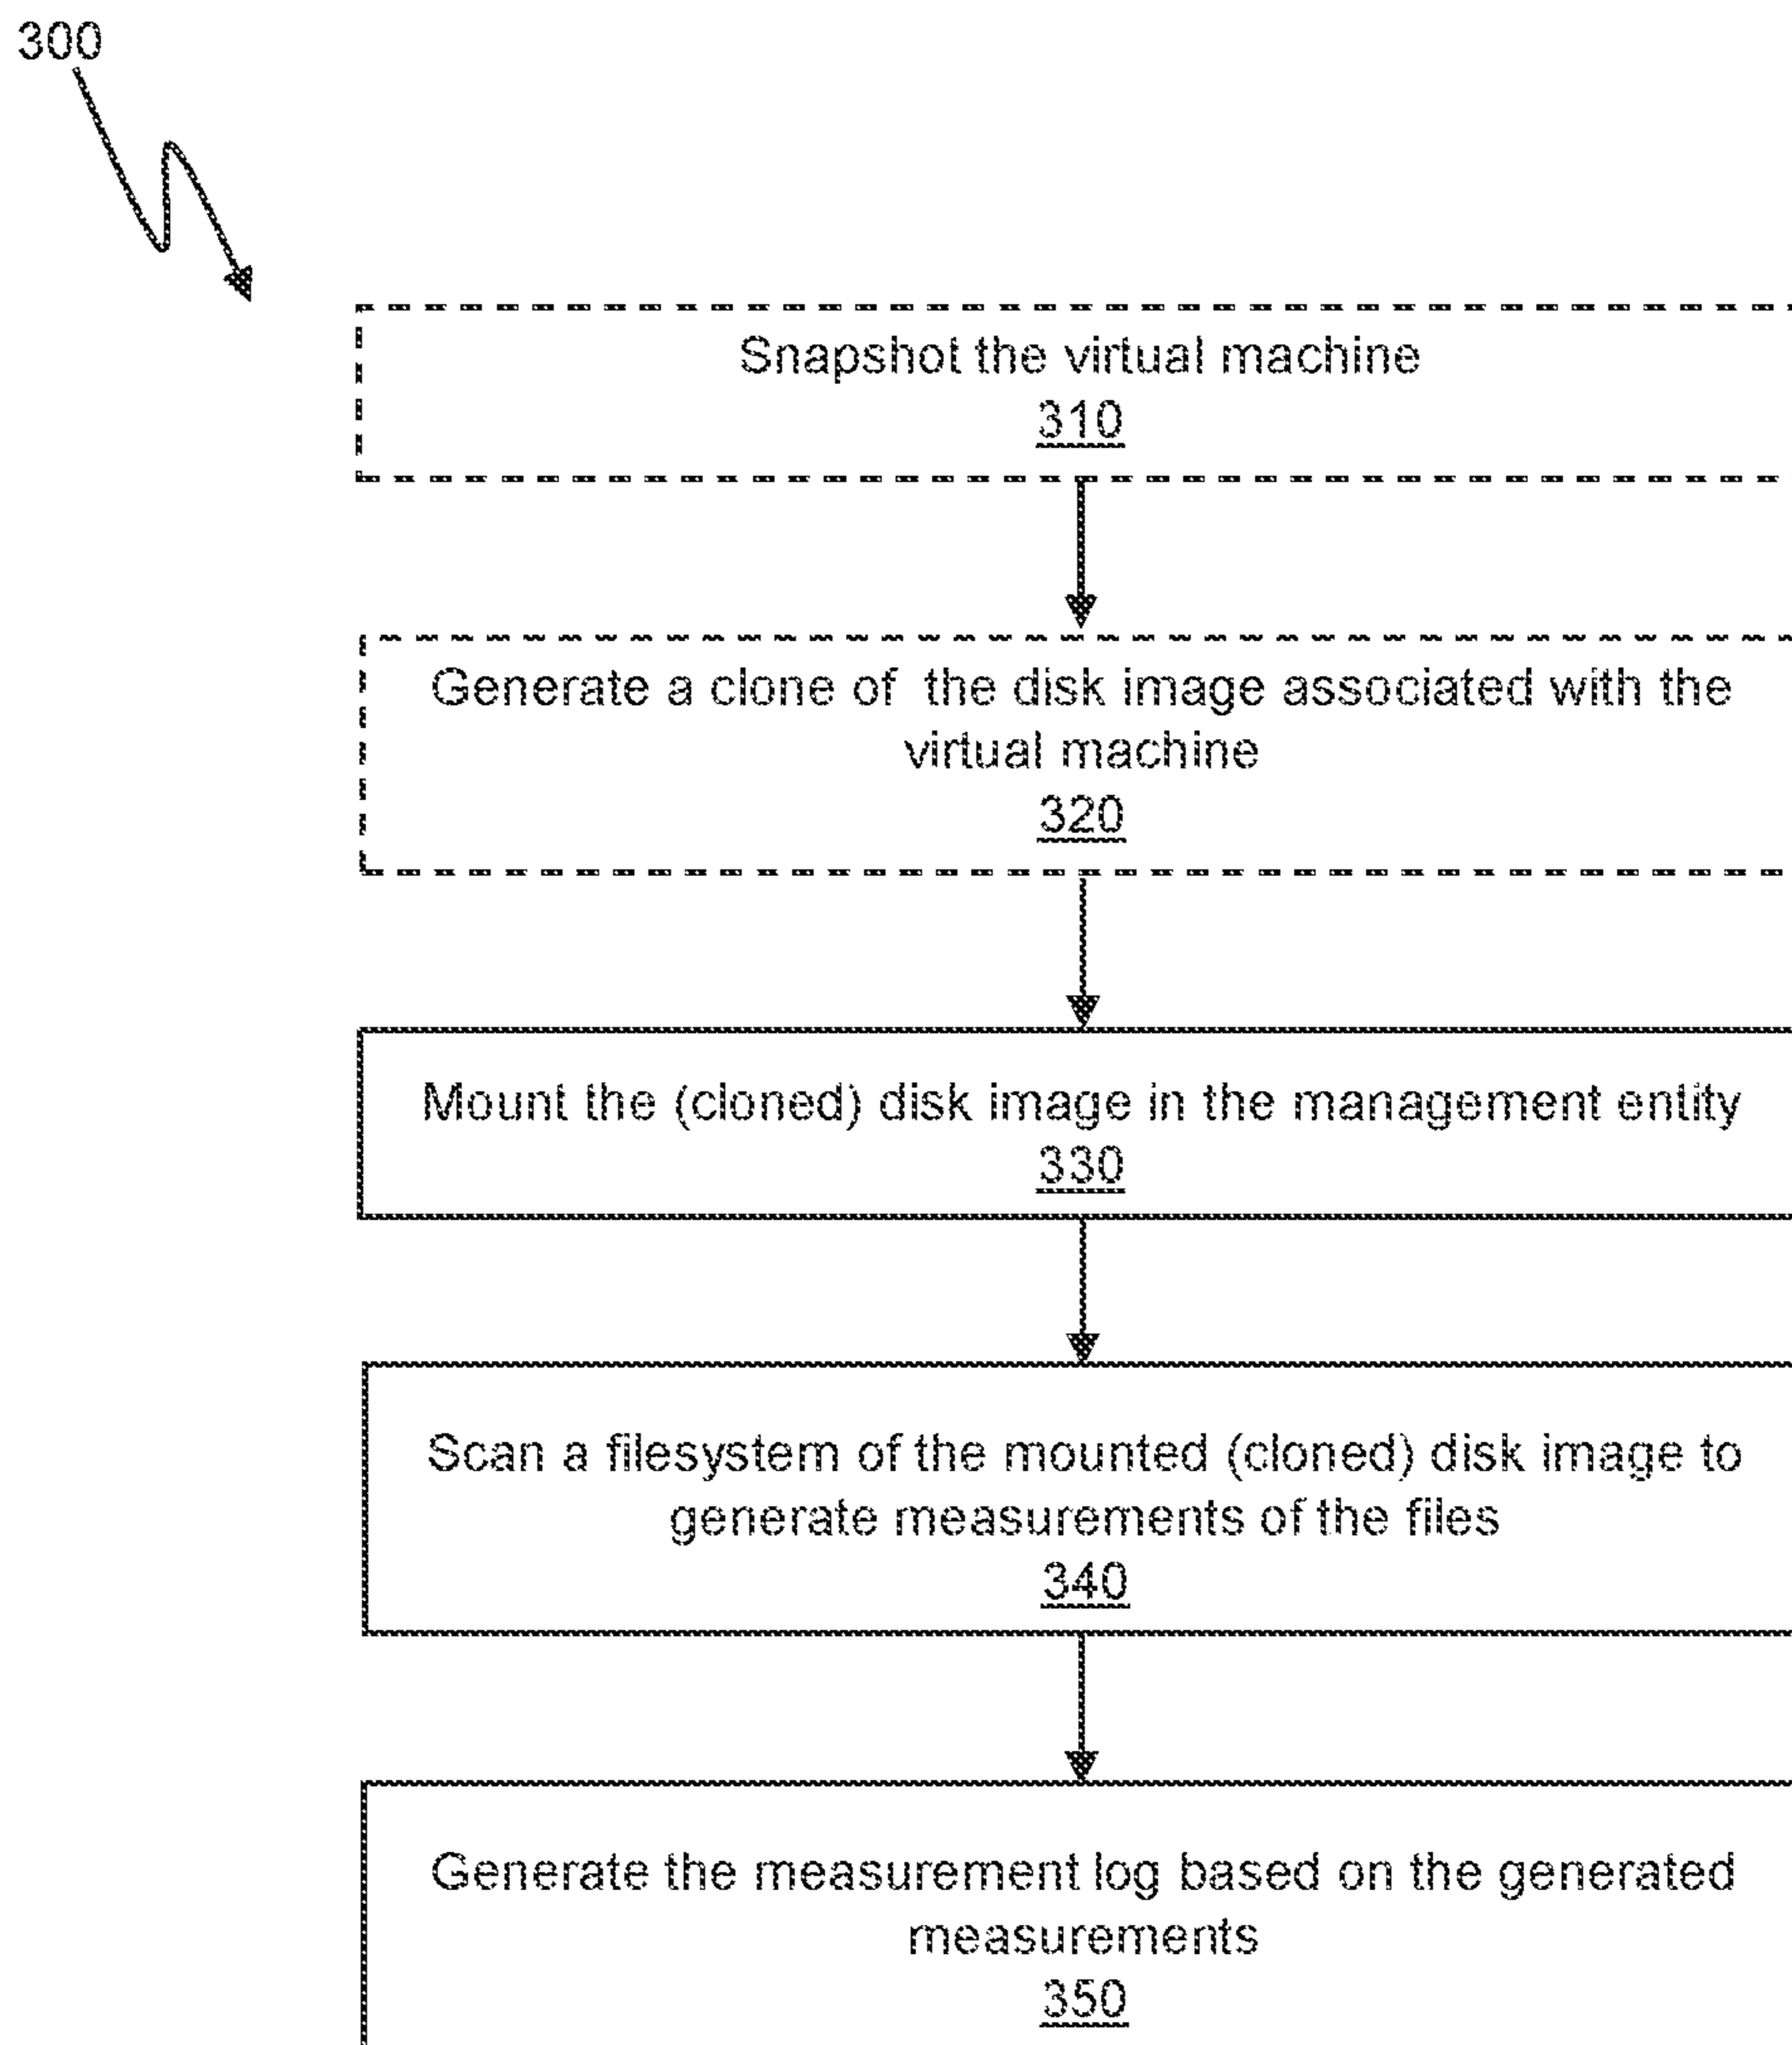 300
Snapshot the virtual machine
310
Generate a clone of the disk image associated with the
virtual machine
320
Mount the (cloned) disk image in the management entity
330
Scan a filesystem of the mounted (cloned) disk image to
generate measurements of the files
340
Generate the measurement log based on the generated
measurements
350